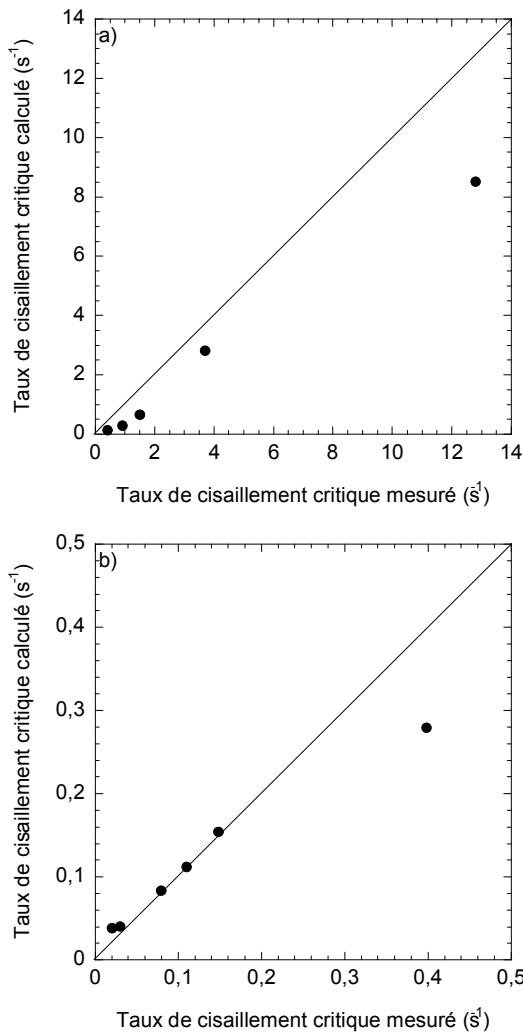 a)
Taux de cisaillement critique calculé (s⁻¹)
14
12
10
8
6
4
2
0
0 2 4 6 8 10 12 14
Taux de cisaillement critique mesuré (s⁻¹)
b)
Taux de cisaillement critique calculé (s⁻¹)
0,5
0,4
0,3
0,2
0,1
0
0 0,1 0,2 0,3 0,4 0,5
Taux de cisaillement critique mesuré (s⁻¹)